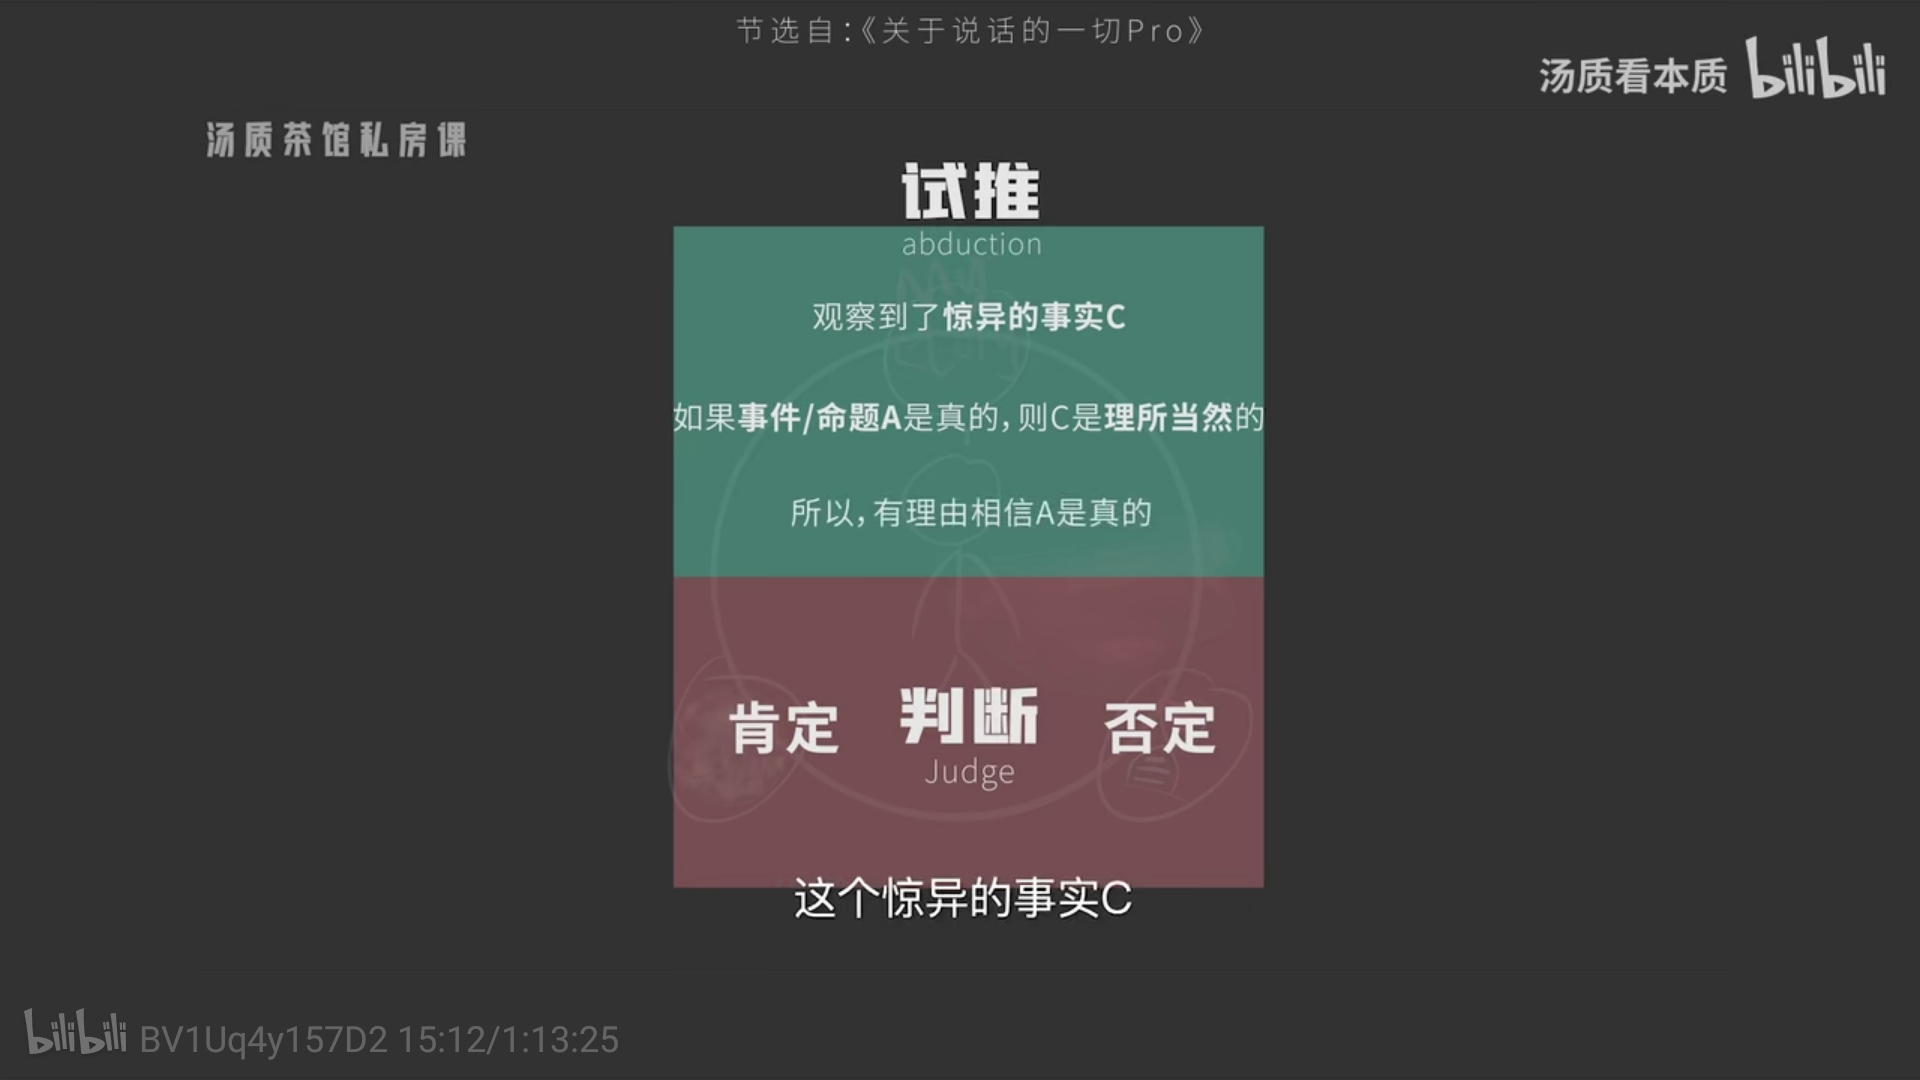 节选自：《关于说话的一切Pro》
汤质看本质 bilibili
汤质茶馆私房课
试推
abduction
观察到了惊异的事实C
如果事件/命题A是真的，则C是理所当然的
所以，有理由相信A是真的
肯定 判断 否定
Judge
这个惊异的事实C
bilibili BV1Uq4y157D2 15:12/1:13:25